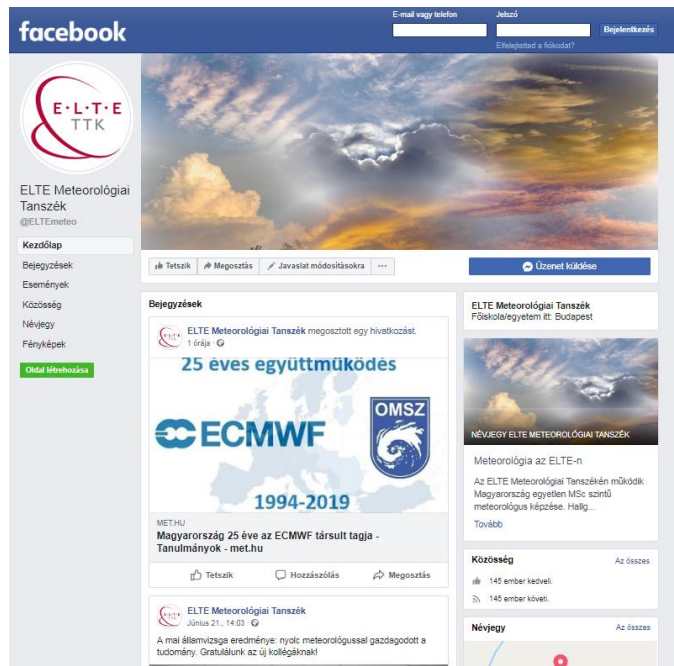 facebook
E-mail vagy telefon
Jelszó
Bejelentkezés
Elfelejtetted a fiókodat?
E·L·T·E
TTK
ELTE Meteorológiai
Tanszék
@ELTEmeteo
Kezdőlap
Bejegyzések
Események
Közösség
Névjegy
Fényképek
Oldal létrehozása
Tetszik
Megosztás
Javaslat módosításokra
Üzenet küldése
Bejegyzések
ELTE Meteorológiai Tanszék megosztott egy hivatkozást.
1 órája
25 éves együttműködés
ECMWF
OMSZ
1994-2019
MET.HU
Magyarország 25 éve az ECMWF társult tagja -
Tanulmányok - met.hu
Tetszik
Hozzászólás
Megosztás
ELTE Meteorológiai Tanszék
Június 21., 14:03
A mai államvizsga eredménye: nyolc meteorológussal gazdagodott a
tudomány. Gratulálunk az új kollégáknak!
ELTE Meteorológiai Tanszék
Főiskola/egyetem itt: Budapest
NÉVJEGY ELTE METEOROLÓGIAI TANSZÉK
Meteorológia az ELTE-n
Az ELTE Meteorológiai Tanszékén működik
Magyarország egyetlen MSc szintű
meteorológus képzése. Hallg...
Tovább
Közösség
Az összes
145 ember kedveli.
146 ember követi.
Névjegy
Az összes